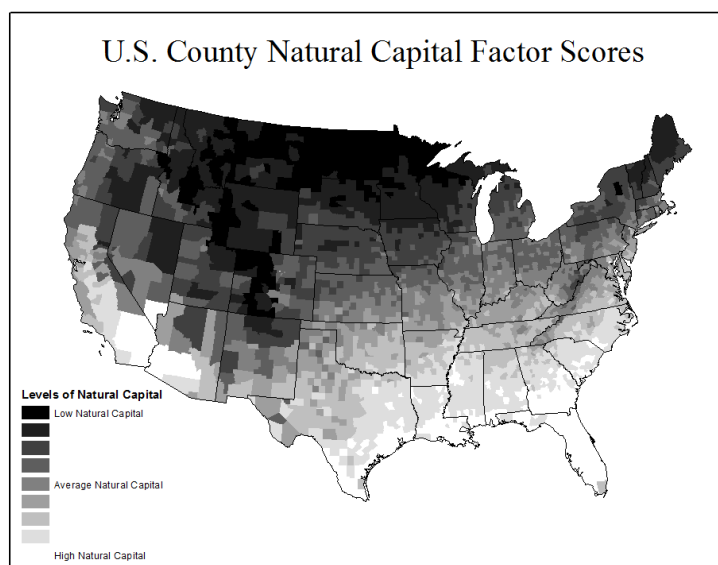 U.S. County Natural Capital Factor Scores
Levels of Natural Capital
Low Natural Capital
Average Natural Capital
High Natural Capital